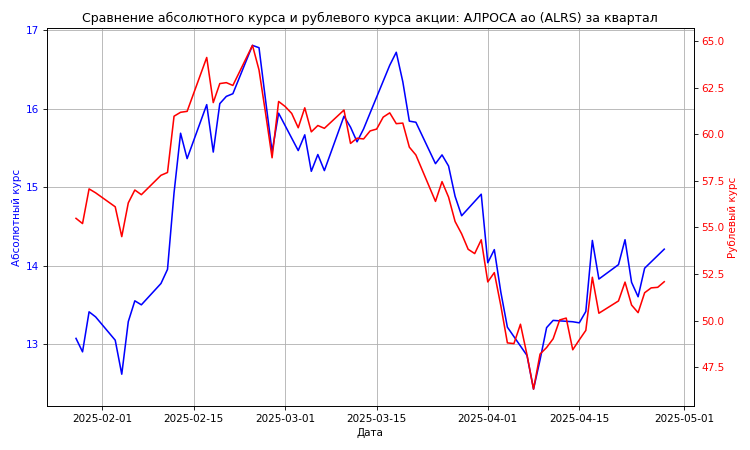 Сравнение абсолютного курса и рублевого курса акции: АЛРОСА ао (ALRS) за квартал
17
16
15
14
13
Абсолютный курс
65.0
62.5
60.0
57.5
55.0
52.5
50.0
47.5
Рублевый курс
2025-02-01 2025-02-15 2025-03-01 2025-03-15 2025-04-01 2025-04-15 2025-05-01
Дата